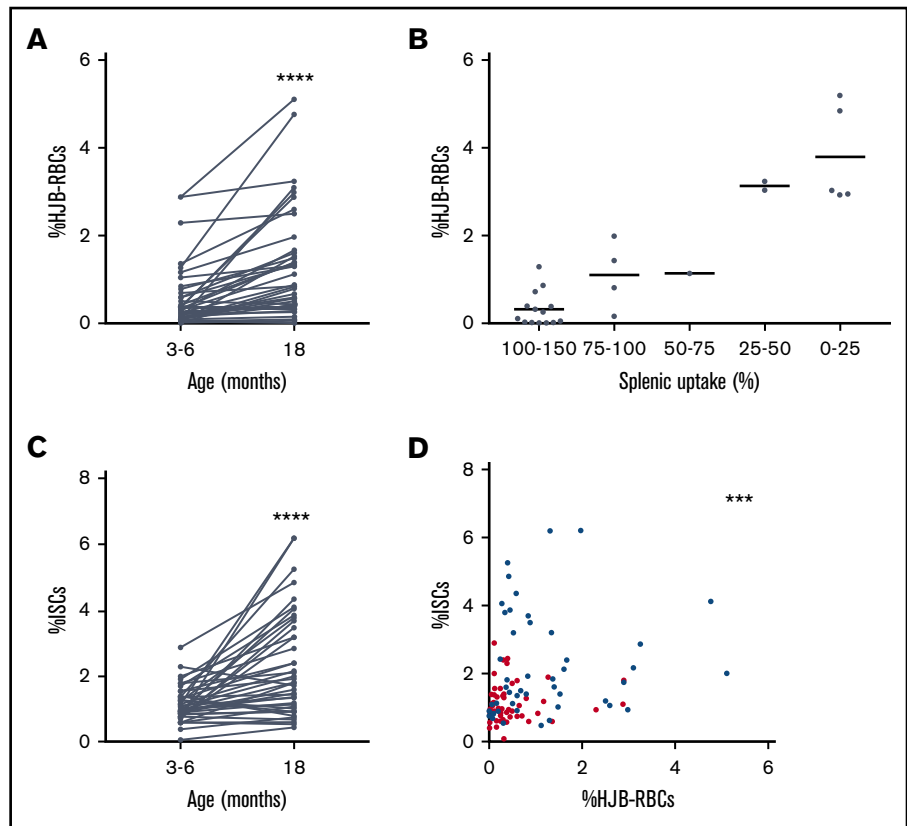 A
6
4
2
0
%HJB-RBCs
****
3-6 18
Age (months)
B
6
4
2
0
%HJB-RBCs
100-150 75-100 50-75 25-50 0-25
Splenic uptake (%)
C
8
6
4
2
0
%ISCs
****
3-6 18
Age (months)
D
8
6
4
2
0
%ISCs
***
0 2 4 6
%HJB-RBCs